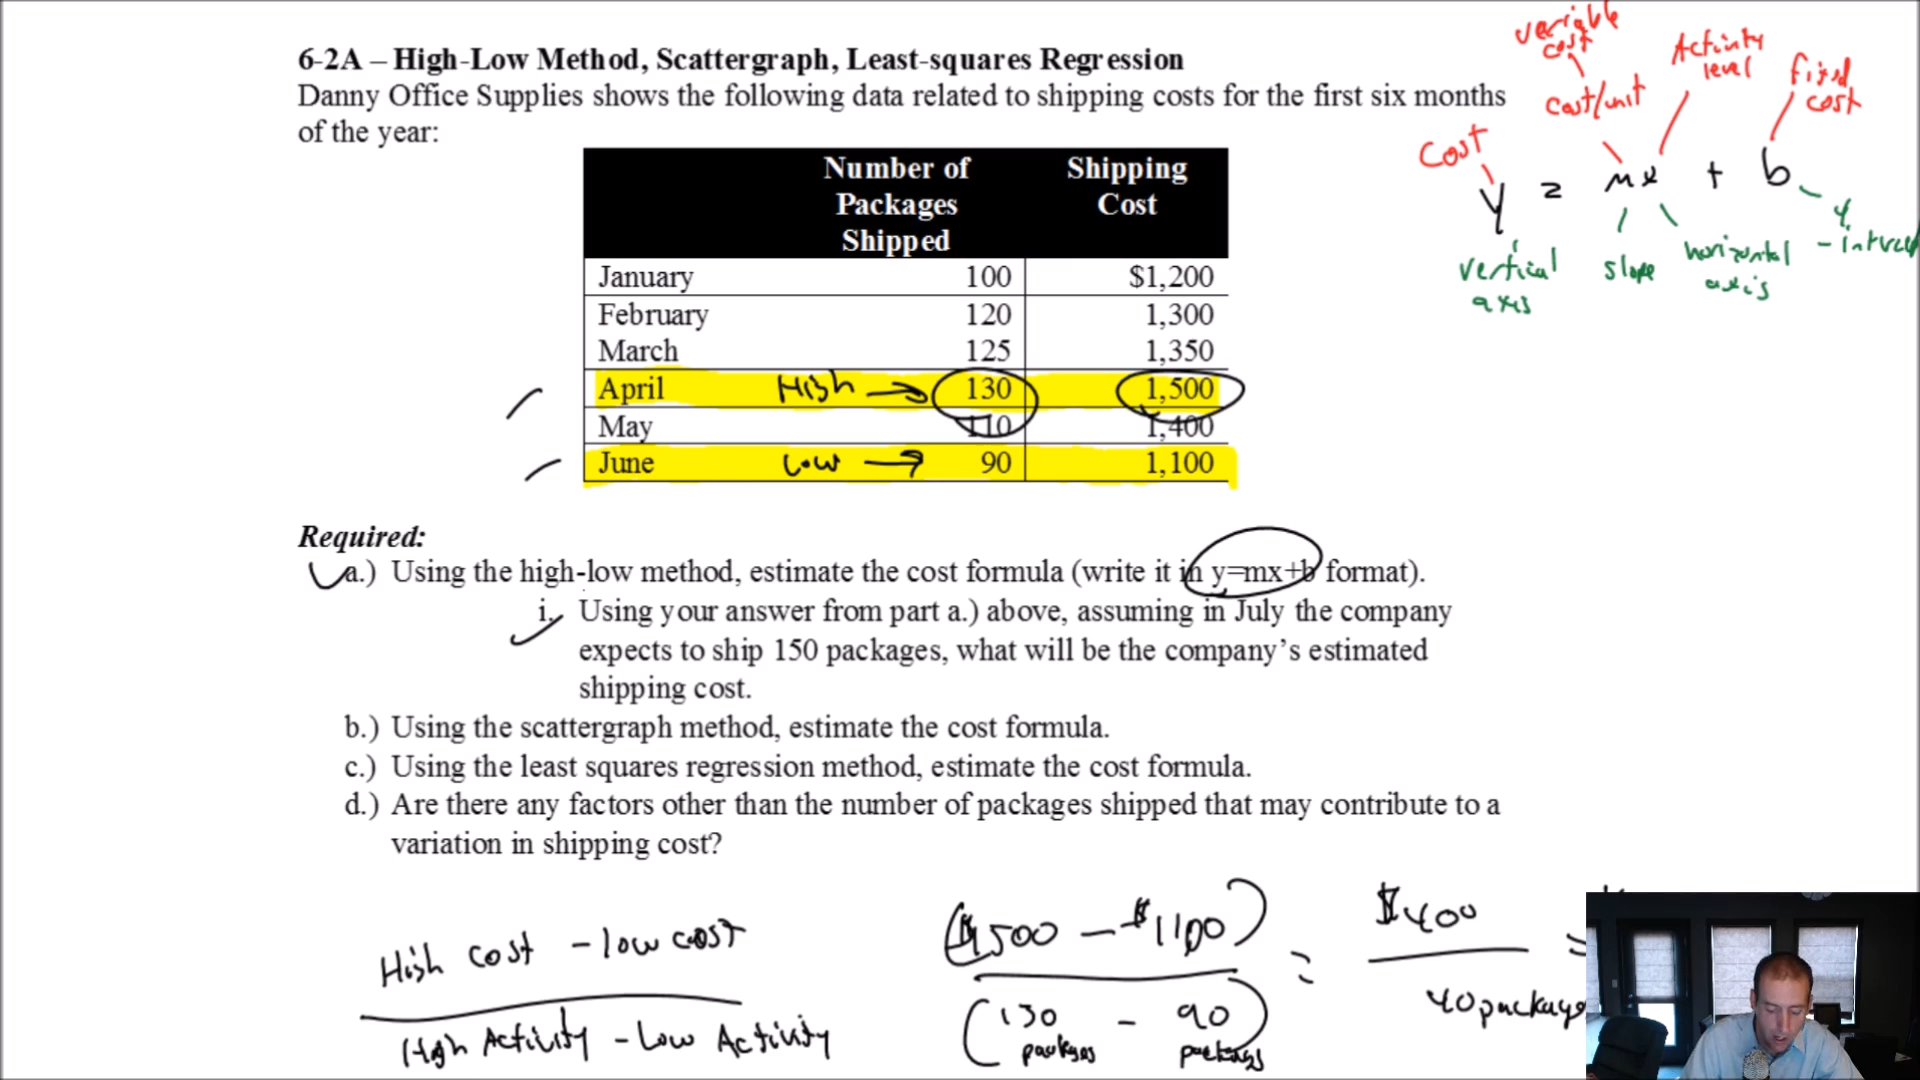 6-2A – High-Low Method, Scattergraph, Least-squares Regression
Danny Office Supplies shows the following data related to shipping costs for the first six months
of the year:
Number of Packages Shipped Shipping Cost
January 100 $1,200
February 120 1,300
March 125 1,350
April High → 130 1,500
May 110 1,400
June Low → 90 1,100
variable cost
Activity level
fixed cost
cost/unit
Cost
y = mx + b
vertical axis
slope
horizontal axis
Required:
a.) Using the high-low method, estimate the cost formula (write it in y=mx+b format).
i. Using your answer from part a.) above, assuming in July the company
expects to ship 150 packages, what will be the company’s estimated
shipping cost.
b.) Using the scattergraph method, estimate the cost formula.
c.) Using the least squares regression method, estimate the cost formula.
d.) Are there any factors other than the number of packages shipped that may contribute to a
variation in shipping cost?
High cost - low cost
High Activity - Low Activity
($1500 - $1100) = $400 =
(130 packages - 90 packages) 40 package